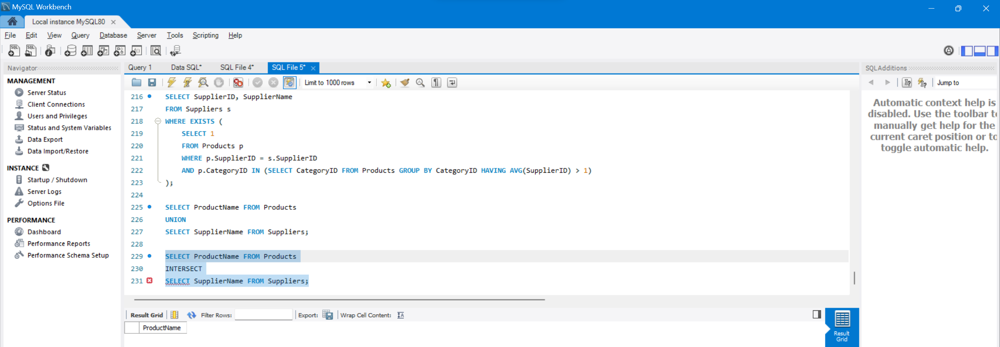 MySQL Workbench
Local instance MySQL80
File Edit View Query Database Server Tools Scripting Help
Navigator
MANAGEMENT
Server Status
Client Connections
Users and Privileges
Status and System Variables
Data Export
Data Import/Restore
INSTANCE
Startup / Shutdown
Server Logs
Options File
PERFORMANCE
Dashboard
Performance Reports
Performance Schema Setup
Query 1 Data SQL* SQL File 4* SQL File 5*
Limit to 1000 rows
216 SELECT SupplierID, SupplierName
217 FROM Suppliers s
218 WHERE EXISTS (
219 SELECT 1
220 FROM Products p
221 WHERE p.SupplierID = s.SupplierID
222 AND p.CategoryID IN (SELECT CategoryID FROM Products GROUP BY CategoryID HAVING AVG(SupplierID) > 1)
223 );
224
225 SELECT ProductName FROM Products
226 UNION
227 SELECT SupplierName FROM Suppliers;
228
229 SELECT ProductName FROM Products
230 INTERSECT
231 SELECT SupplierName FROM Suppliers;
Result Grid Filter Rows: Export: Wrap Cell Content:
ProductName
Result
Grid
SQLAdditions
Jump to
Automatic context help is
disabled. Use the toolbar to
manually get help for the
current caret position or to
toggle automatic help.